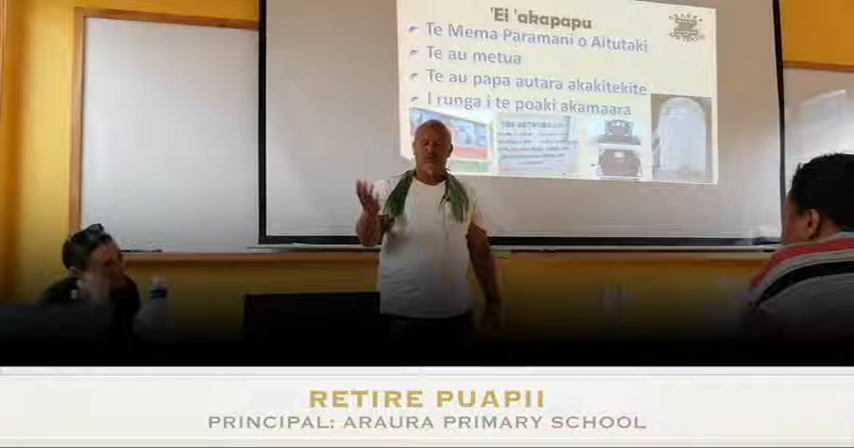 'Ei 'akapapu
Te Mema Paramani o Aitutaki
Te au metua
Te au papa autara akakitekite
I runga i te poaki akamaara
RETIRE PUAPII
PRINCIPAL: ARAURA PRIMARY SCHOOL